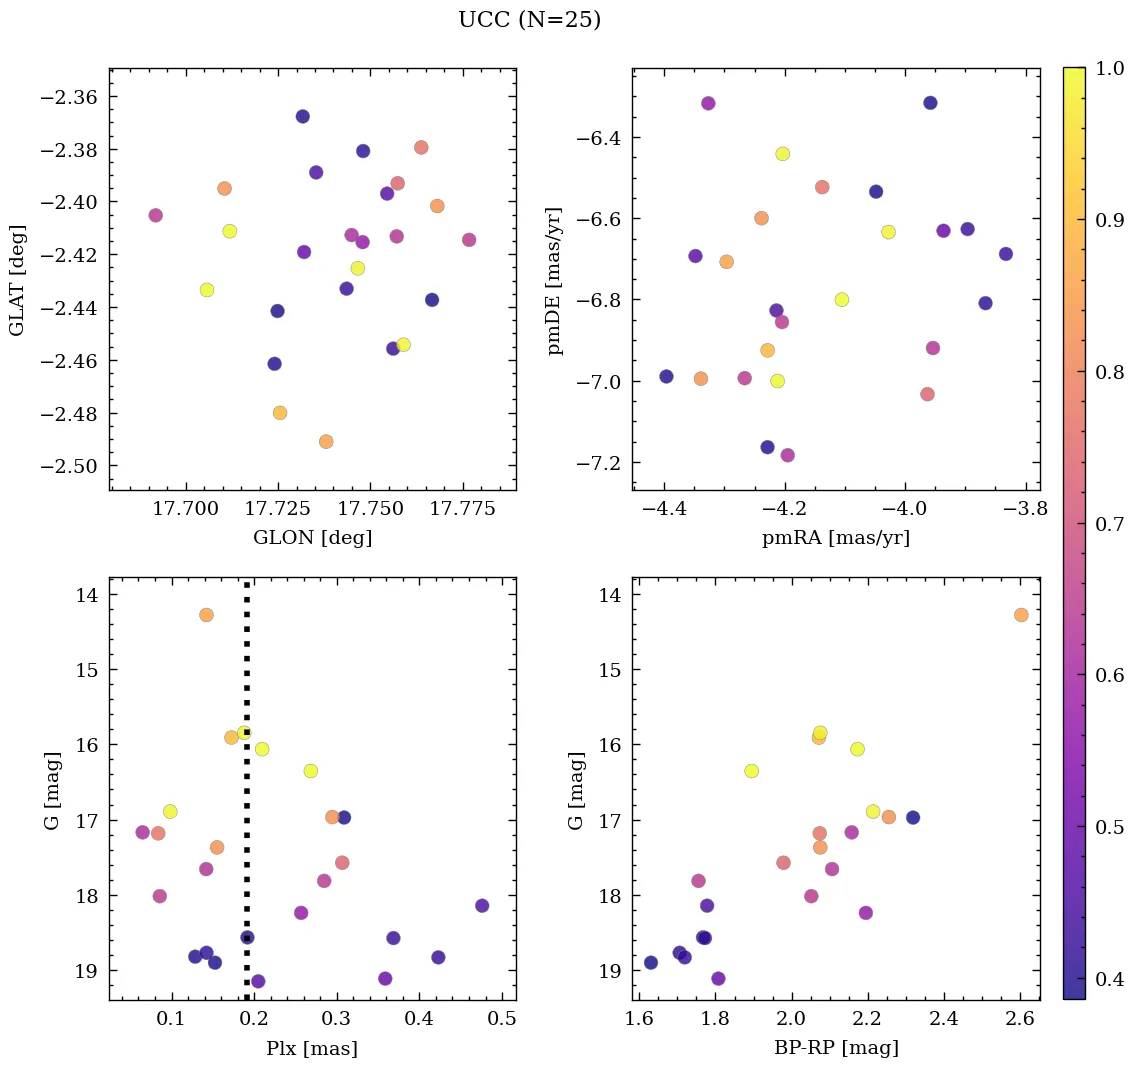 UCC (N=25)
−2.36
−2.38
−2.40
−2.42
−2.44
−2.46
−2.48
−2.50
GLAT [deg]
17.700 17.725 17.750 17.775
GLON [deg]
−6.4
−6.6
−6.8
−7.0
−7.2
pmDE [mas/yr]
−4.4 −4.2 −4.0 −3.8
pmRA [mas/yr]
14
15
16
17
18
19
G [mag]
0.1 0.2 0.3 0.4 0.5
Plx [mas]
14
15
16
17
18
19
G [mag]
1.6 1.8 2.0 2.2 2.4 2.6
BP-RP [mag]
1.0
0.9
0.8
0.7
0.6
0.5
0.4